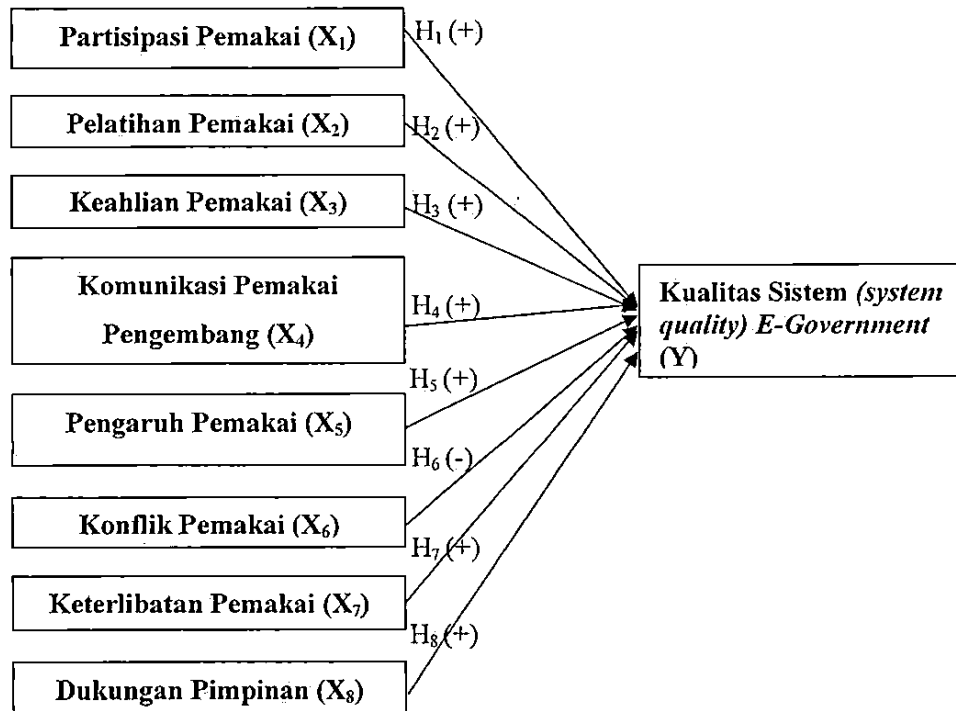 Partisipasi Pemakai (X₁)
H₁ (+)
Pelatihan Pemakai (X₂)
H₂ (+)
Keahlian Pemakai (X₃)
H₃ (+)
Komunikasi Pemakai
Pengembang (X₄)
H₄ (+)
Kualitas Sistem (system
quality) E-Government
(Y)
H₅ (+)
Pengaruh Pemakai (X₅)
H₆ (-)
Konflik Pemakai (X₆)
H₇ (+)
Keterlibatan Pemakai (X₇)
H₈ (+)
Dukungan Pimpinan (X₈)